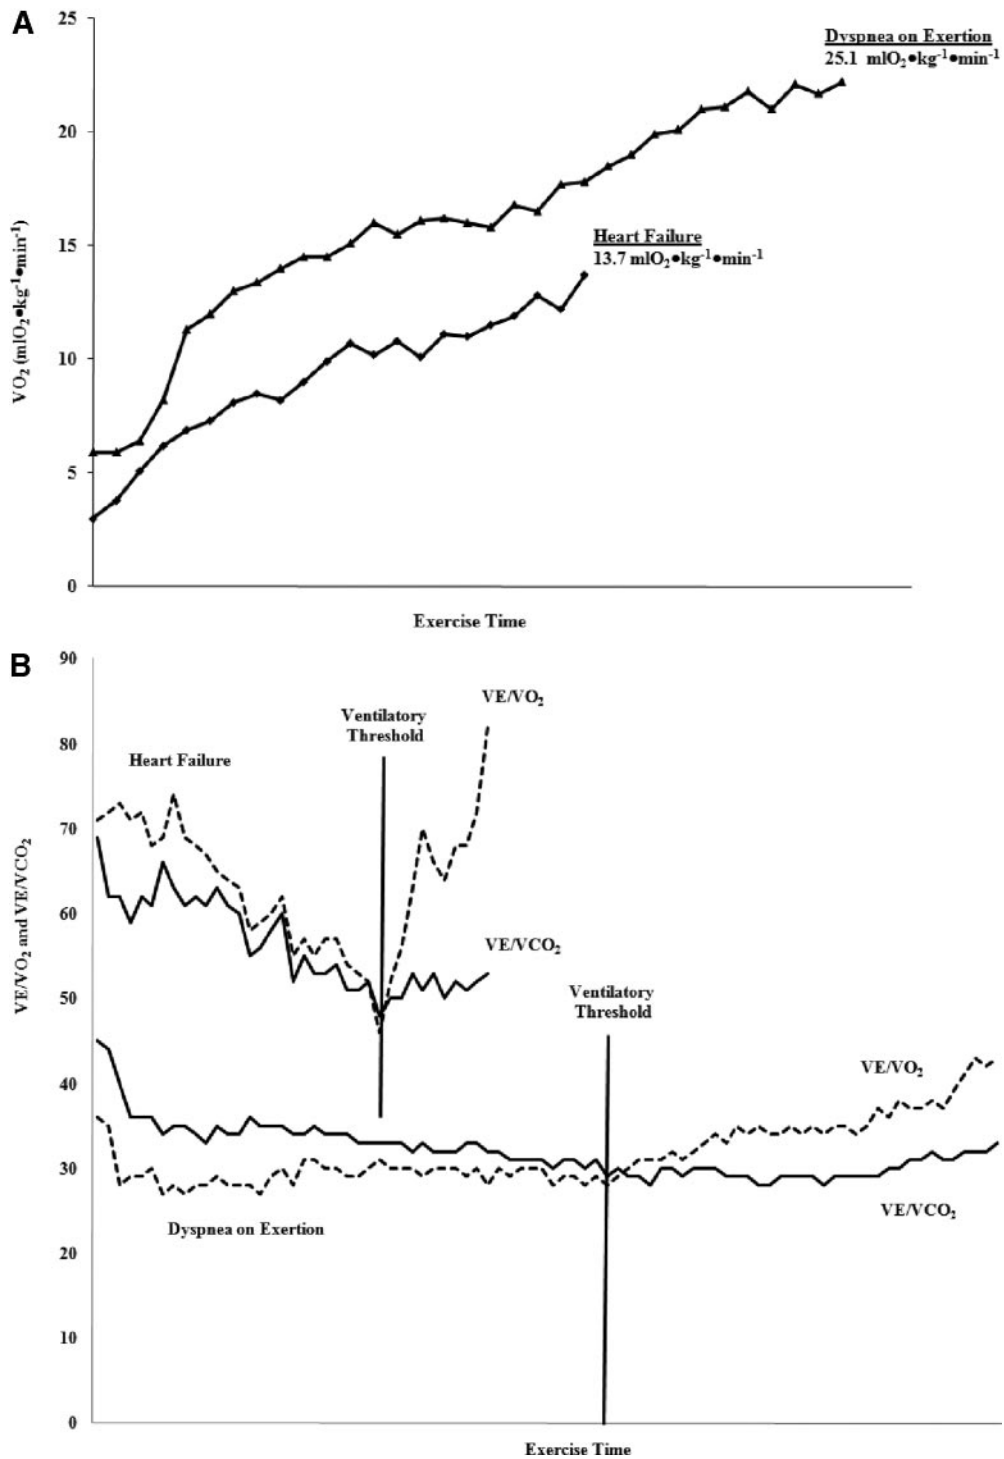 A
25
20
15
10
5
0
VO₂ (mlO₂•kg⁻¹•min⁻¹)
Dyspnea on Exertion
25.1 mlO₂•kg⁻¹•min⁻¹
Heart Failure
13.7 mlO₂•kg⁻¹•min⁻¹
Exercise Time
B
90
80
70
60
50
40
30
20
10
0
VE/VO₂ and VE/VCO₂
Heart Failure
Ventilatory
Threshold
VE/VO₂
VE/VCO₂
Ventilatory
Threshold
VE/VO₂
Dyspnea on Exertion
VE/VCO₂
Exercise Time